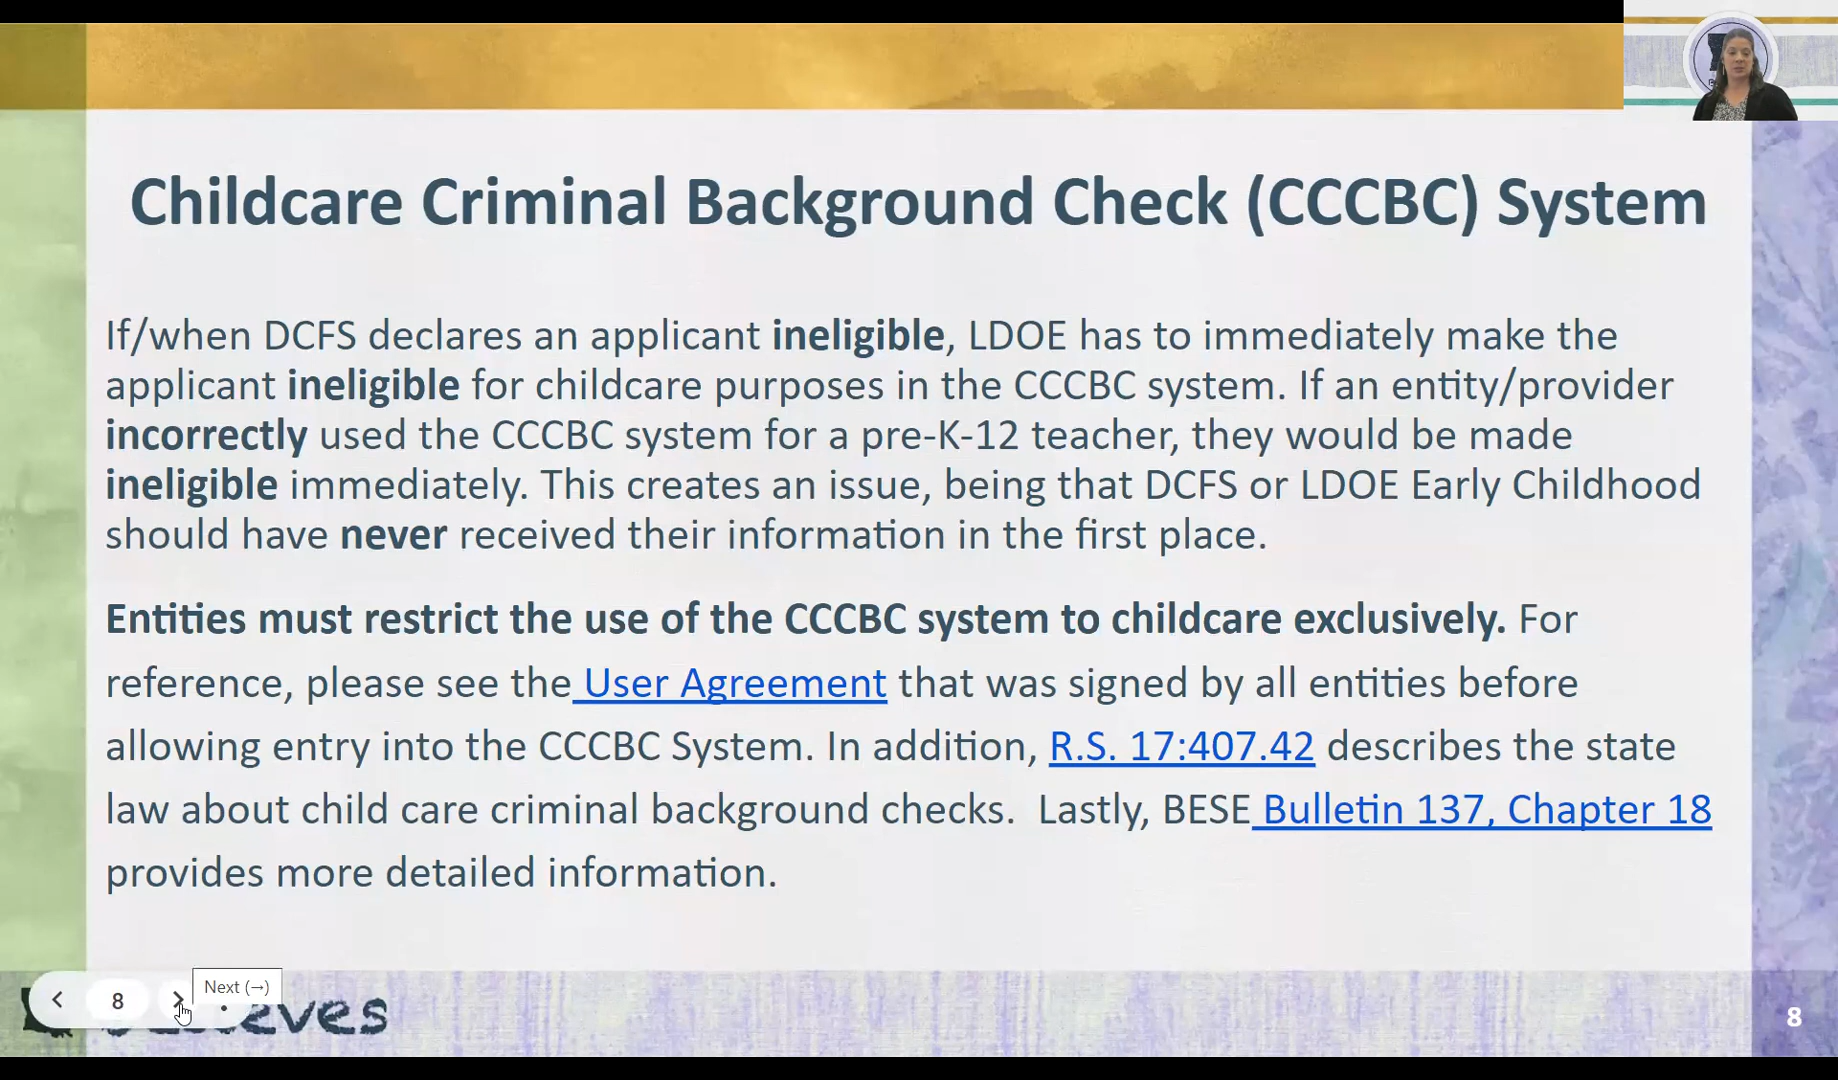 Childcare Criminal Background Check (CCCBC) System
If/when DCFS declares an applicant ineligible, LDOE has to immediately make the
applicant ineligible for childcare purposes in the CCCBC system. If an entity/provider
incorrectly used the CCCBC system for a pre-K-12 teacher, they would be made
ineligible immediately. This creates an issue, being that DCFS or LDOE Early Childhood
should have never received their information in the first place.
Entities must restrict the use of the CCCBC system to childcare exclusively. For
reference, please see the User Agreement that was signed by all entities before
allowing entry into the CCCBC System. In addition, R.S. 17:407.42 describes the state
law about child care criminal background checks.  Lastly, BESE Bulletin 137, Chapter 18
provides more detailed information.
Next (→)
8
8